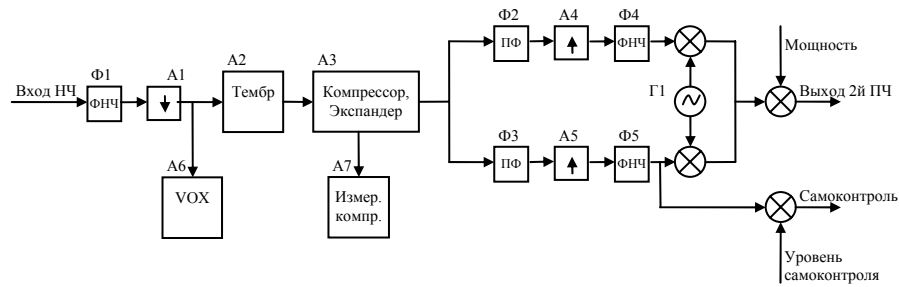 Вход НЧ
Ф1
ФНЧ
А1
А2
Тембр
А3
Компрессор,
Экспандер
А6
VOX
А7
Измер.
компр.
Ф2
ПФ
А4
Ф4
ФНЧ
Г1
Ф3
ПФ
А5
Ф5
ФНЧ
Мощность
Выход 2й ПЧ
Самоконтроль
Уровень
самоконтроля